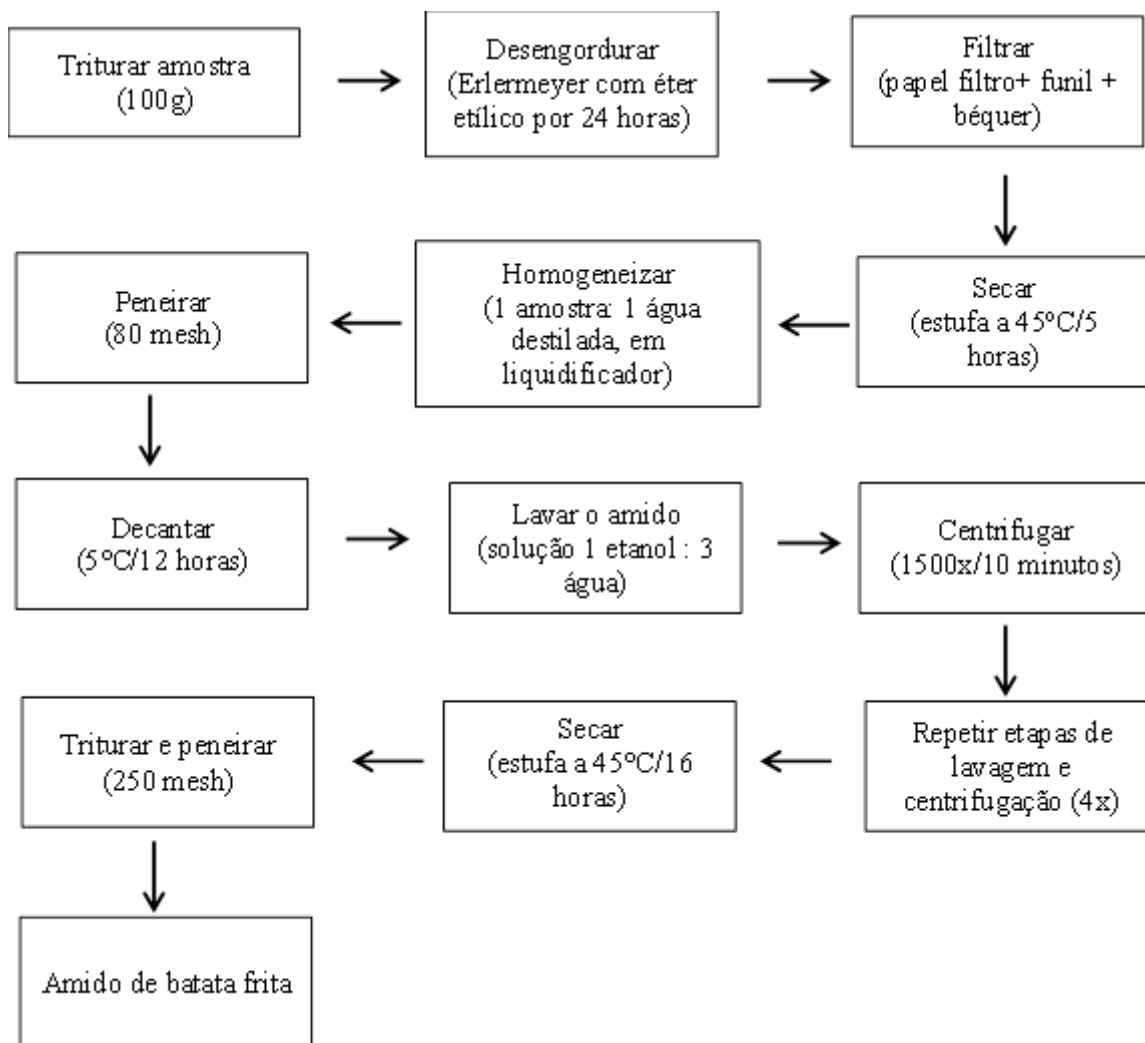 Triturar amostra
(100g)
Desengordurar
(Erlermeyer com éter
etílico por 24 horas)
Filtrar
(papel filtro+ funil +
béquer)
Secar
(estufa a 45ºC/5
horas)
Homogeneizar
(1 amostra: 1 água
destilada, em
liquidificador)
Peneirar
(80 mesh)
Decantar
(5ºC/12 horas)
Lavar o amido
(solução 1 etanol : 3
água)
Centrifugar
(1500x/10 minutos)
Repetir etapas de
lavagem e
centrifugação (4x)
Secar
(estufa a 45ºC/16
horas)
Triturar e peneirar
(250 mesh)
Amido de batata frita